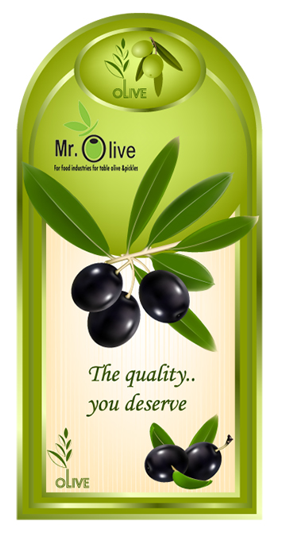 OLIVE
Mr. Olive
For food industries for table olive &pickles
The quality..
you deserve
OLIVE